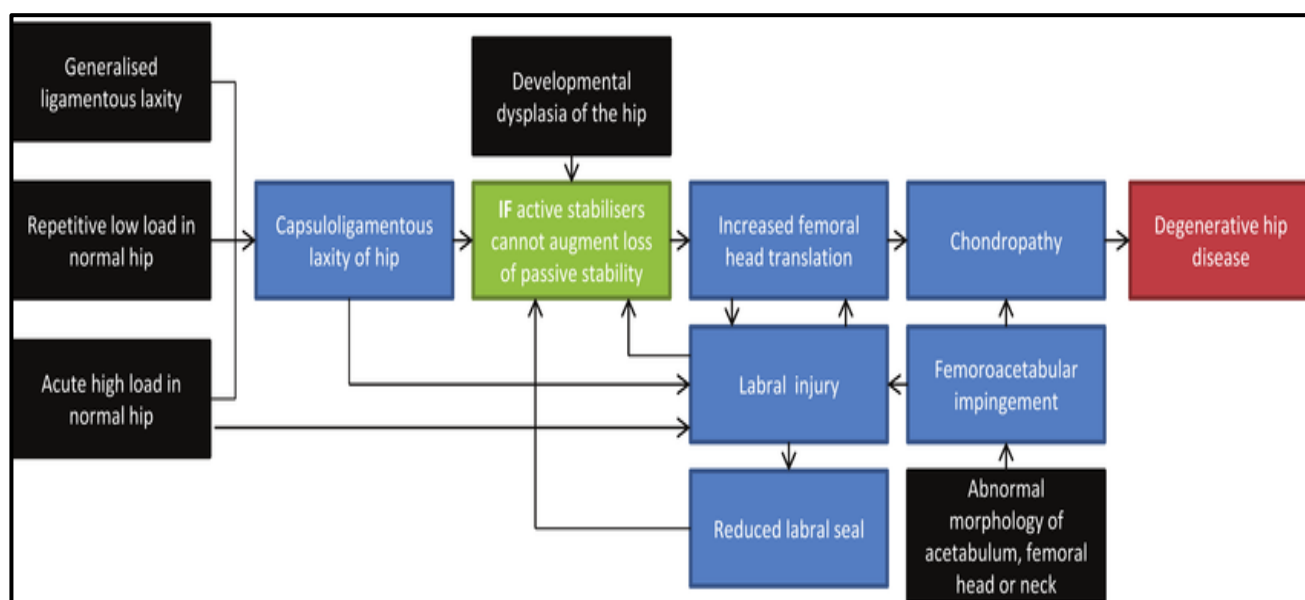 Generalised
ligamentous laxity
Developmental
dysplasia of the hip
Repetitive low load in
normal hip
Capsuloligamentous
laxity of hip
IF active stabilisers
cannot augment loss
of passive stability
Increased femoral
head translation
Chondropathy
Degenerative hip
disease
Acute high load in
normal hip
Labral injury
Femoroacetabular
impingement
Reduced labral seal
Abnormal
morphology of
acetabulum, femoral
head or neck